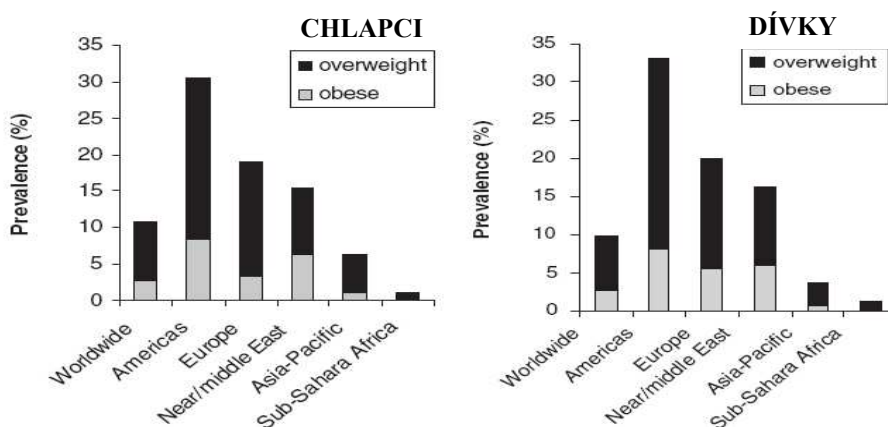 CHLAPCI
35
30
25
20
15
10
5
0
Prevalence (%)
overweight
obese
Worldwide
Americas
Europe
Near/middle East
Asia-Pacific
Sub-Sahara Africa
DÍVKY
35
30
25
20
15
10
5
0
Prevalence (%)
overweight
obese
Worldwide
Americas
Europe
Near/middle East
Asia-Pacific
Sub-Sahara Africa